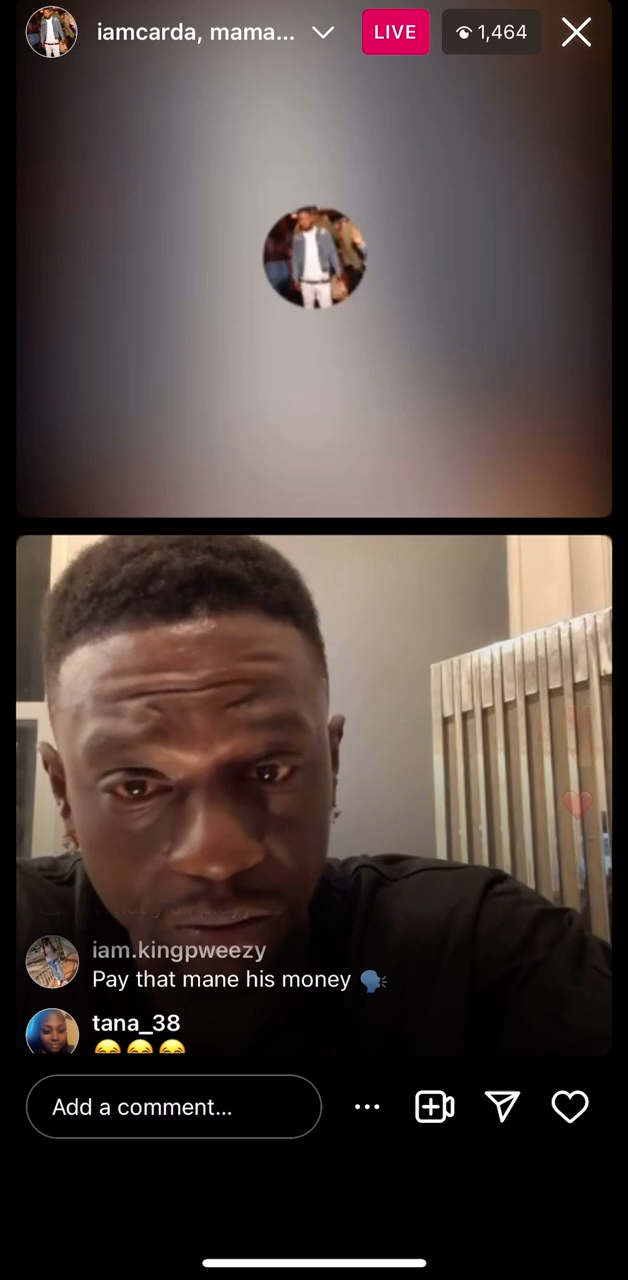 iamcarda, mama...
LIVE
1,464
iam.kingpweezy
Pay that mane his money 🗣️
tana_38
😂😂😂
Add a comment...